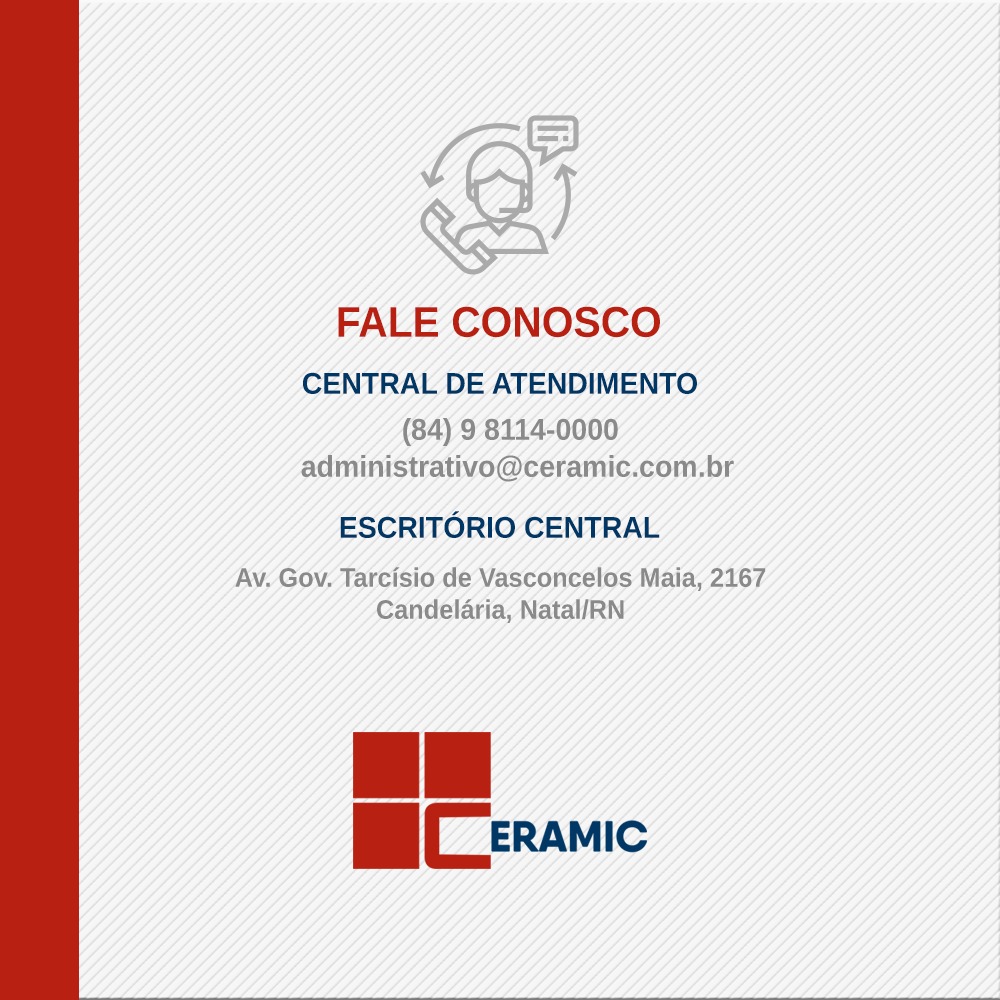 FALE CONOSCO
CENTRAL DE ATENDIMENTO
(84) 9 8114-0000
administrativo@ceramic.com.br
ESCRITÓRIO CENTRAL
Av. Gov. Tarcísio de Vasconcelos Maia, 2167
Candelária, Natal/RN
CERAMIC